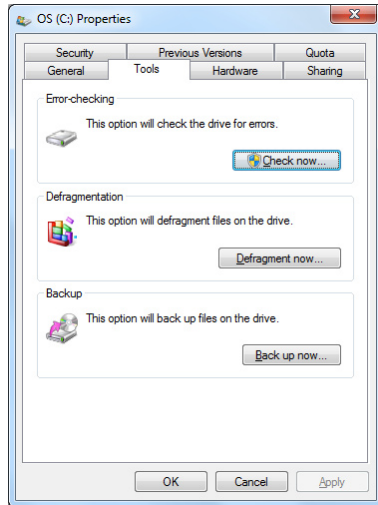 OS (C:) Properties
Security Previous Versions Quota
General Tools Hardware Sharing
Error-checking
This option will check the drive for errors.
Check now...
Defragmentation
This option will defragment files on the drive.
Defragment now...
Backup
This option will back up files on the drive.
Back up now...
OK Cancel Apply